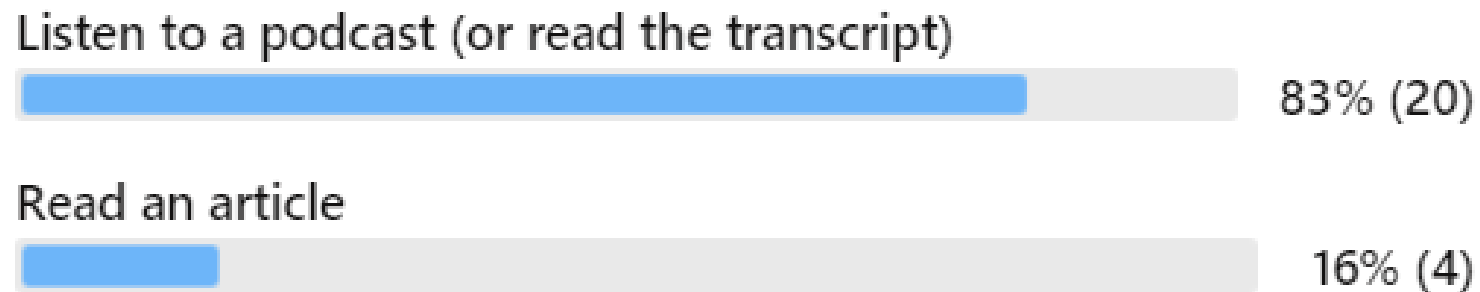 Listen to a podcast (or read the transcript)
83% (20)
Read an article
16% (4)